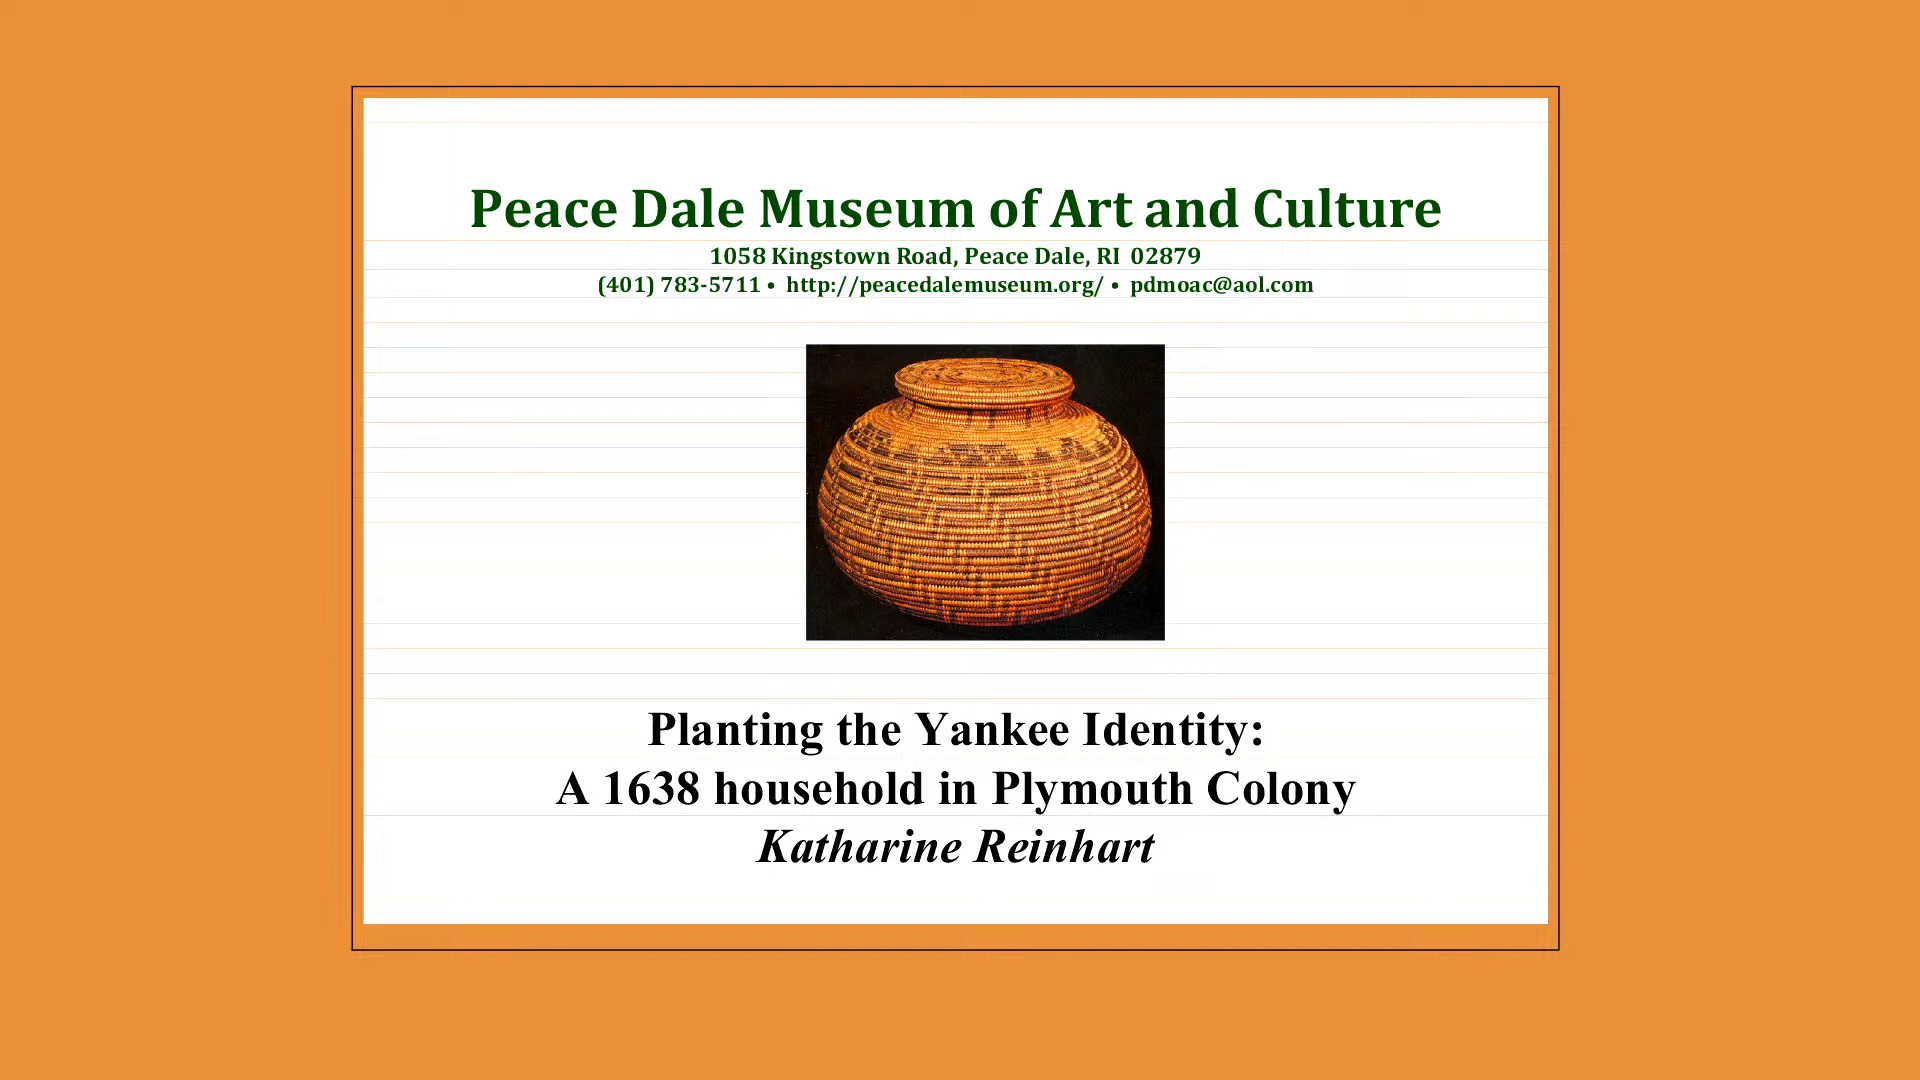 Peace Dale Museum of Art and Culture
1058 Kingstown Road, Peace Dale, RI  02879
(401) 783-5711 •  http://peacedalemuseum.org/ •  pdmoac@aol.com
Planting the Yankee Identity:
A 1638 household in Plymouth Colony
Katharine Reinhart